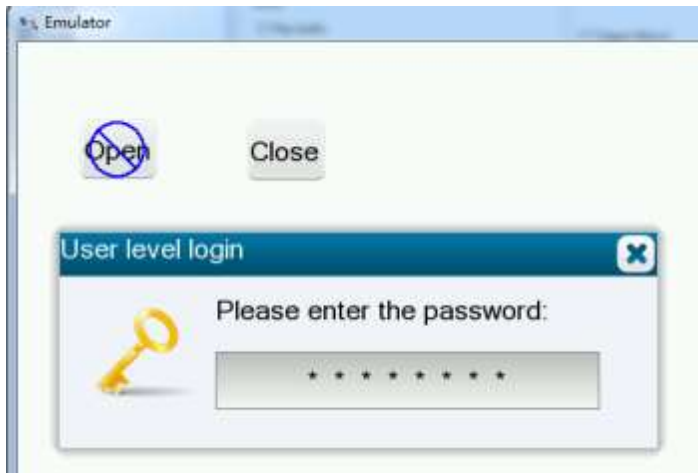 Emulator
Open
Close
User level login
Please enter the password:
* * * * * * * *